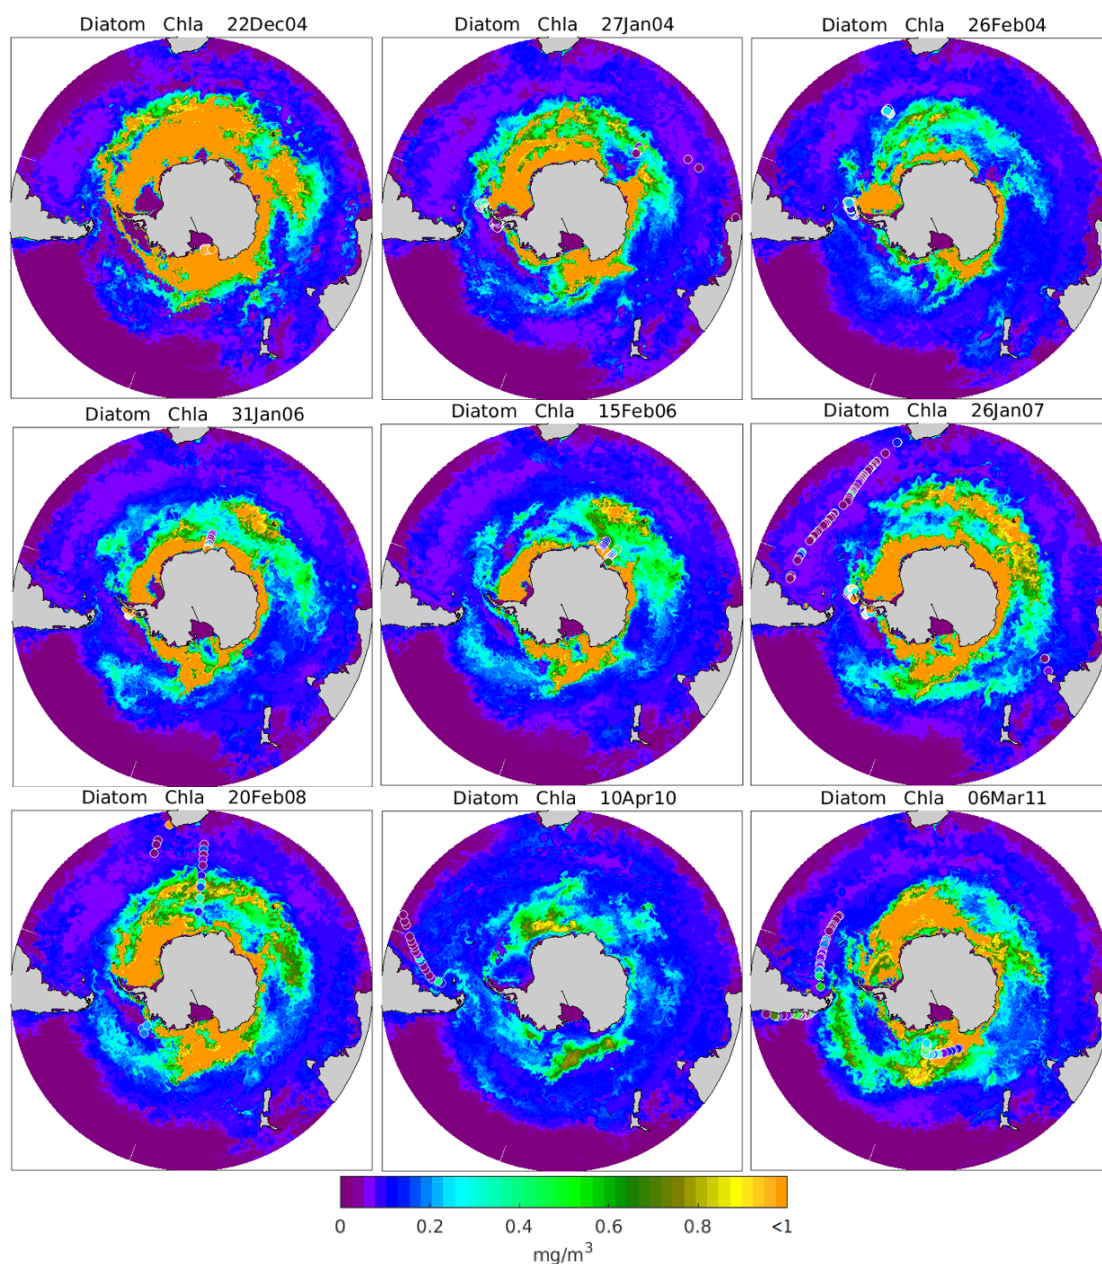 Diatom Chla 22Dec04
Diatom Chla 27Jan04
Diatom Chla 26Feb04
Diatom Chla 31Jan06
Diatom Chla 15Feb06
Diatom Chla 26Jan07
Diatom Chla 20Feb08
Diatom Chla 10Apr10
Diatom Chla 06Mar11
0 0.2 0.4 0.6 0.8 <1
mg/m³